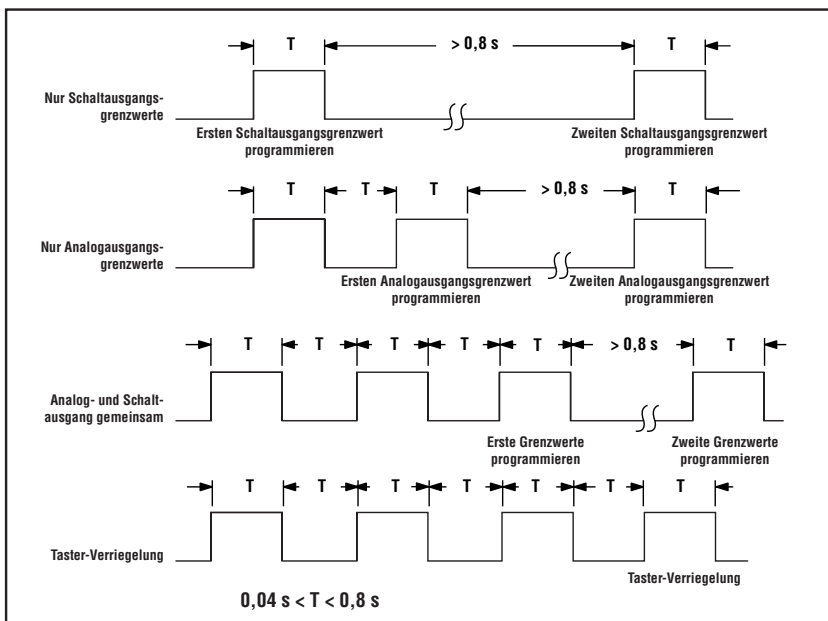 T > 0,8 s T
Nur Schaltausgangs-
grenzwerte
Ersten Schaltausgangsgrenzwert
programmieren
Zweiten Schaltausgangsgrenzwert
programmieren
T T T > 0,8 s T
Nur Analogausgangs-
grenzwerte
Ersten Analogausgangsgrenzwert
programmieren
Zweiten Analogausgangsgrenzwert
programmieren
T T T T T > 0,8 s T
Analog- und Schalt-
ausgang gemeinsam
Erste Grenzwerte
programmieren
Zweite Grenzwerte
programmieren
T T T T T T T
Taster-Verriegelung
Taster-Verriegelung
0,04 s < T < 0,8 s